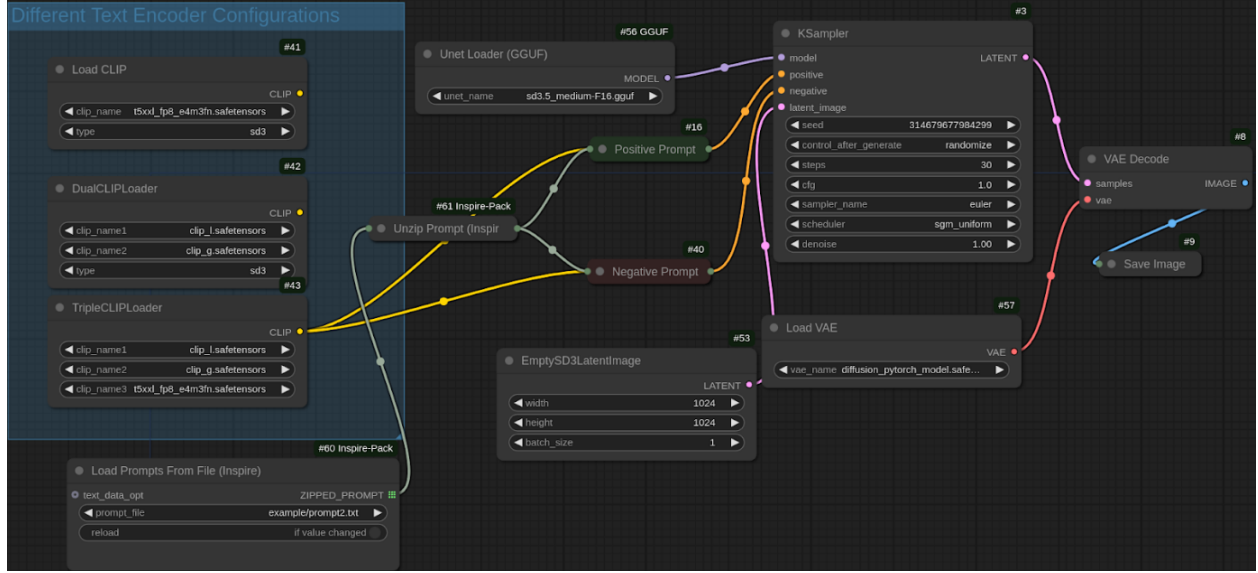 Different Text Encoder Configurations
#41
Load CLIP
CLIP
clip_name t5xxl_fp8_e4m3fn.safetensors
type sd3
#42
DualCLIPLoader
CLIP
clip_name1 clip_l.safetensors
clip_name2 clip_g.safetensors
type sd3
#43
TripleCLIPLoader
CLIP
clip_name1 clip_l.safetensors
clip_name2 clip_g.safetensors
clip_name3 t5xxl_fp8_e4m3fn.safetensors
#60 Inspire-Pack
Load Prompts From File (Inspire)
text_data_opt ZIPPED_PROMPT
prompt_file example/prompt2.txt
reload if value changed
#56 GGUF
Unet Loader (GGUF)
MODEL
unet_name sd3.5_medium-F16.gguf
#16
Positive Prompt
#61 Inspire-Pack
Unzip Prompt (Inspir
#40
Negative Prompt
#53
EmptySD3LatentImage
LATENT
width 1024
height 1024
batch_size 1
#3
KSampler
model LATENT
positive
negative
latent_image
seed 314679677984299
control_after_generate randomize
steps 30
cfg 1.0
sampler_name euler
scheduler sgm_uniform
denoise 1.00
#57
Load VAE
VAE
vae_name diffusion_pytorch_model.safe...
#8
VAE Decode
samples IMAGE
vae
#9
Save Image